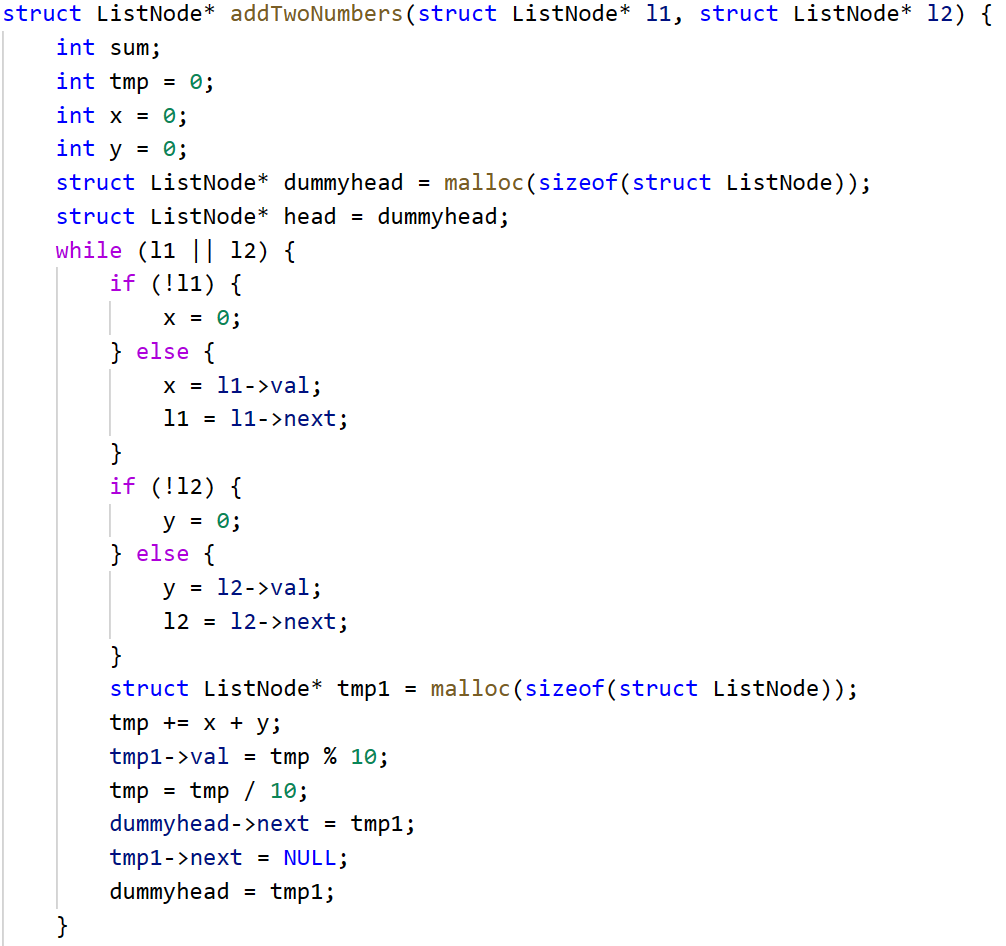 struct ListNode* addTwoNumbers(struct ListNode* l1, struct ListNode* l2) {
    int sum;
    int tmp = 0;
    int x = 0;
    int y = 0;
    struct ListNode* dummyhead = malloc(sizeof(struct ListNode));
    struct ListNode* head = dummyhead;
    while (l1 || l2) {
        if (!l1) {
            x = 0;
        } else {
            x = l1->val;
            l1 = l1->next;
        }
        if (!l2) {
            y = 0;
        } else {
            y = l2->val;
            l2 = l2->next;
        }
        struct ListNode* tmp1 = malloc(sizeof(struct ListNode));
        tmp += x + y;
        tmp1->val = tmp % 10;
        tmp = tmp / 10;
        dummyhead->next = tmp1;
        tmp1->next = NULL;
        dummyhead = tmp1;
    }